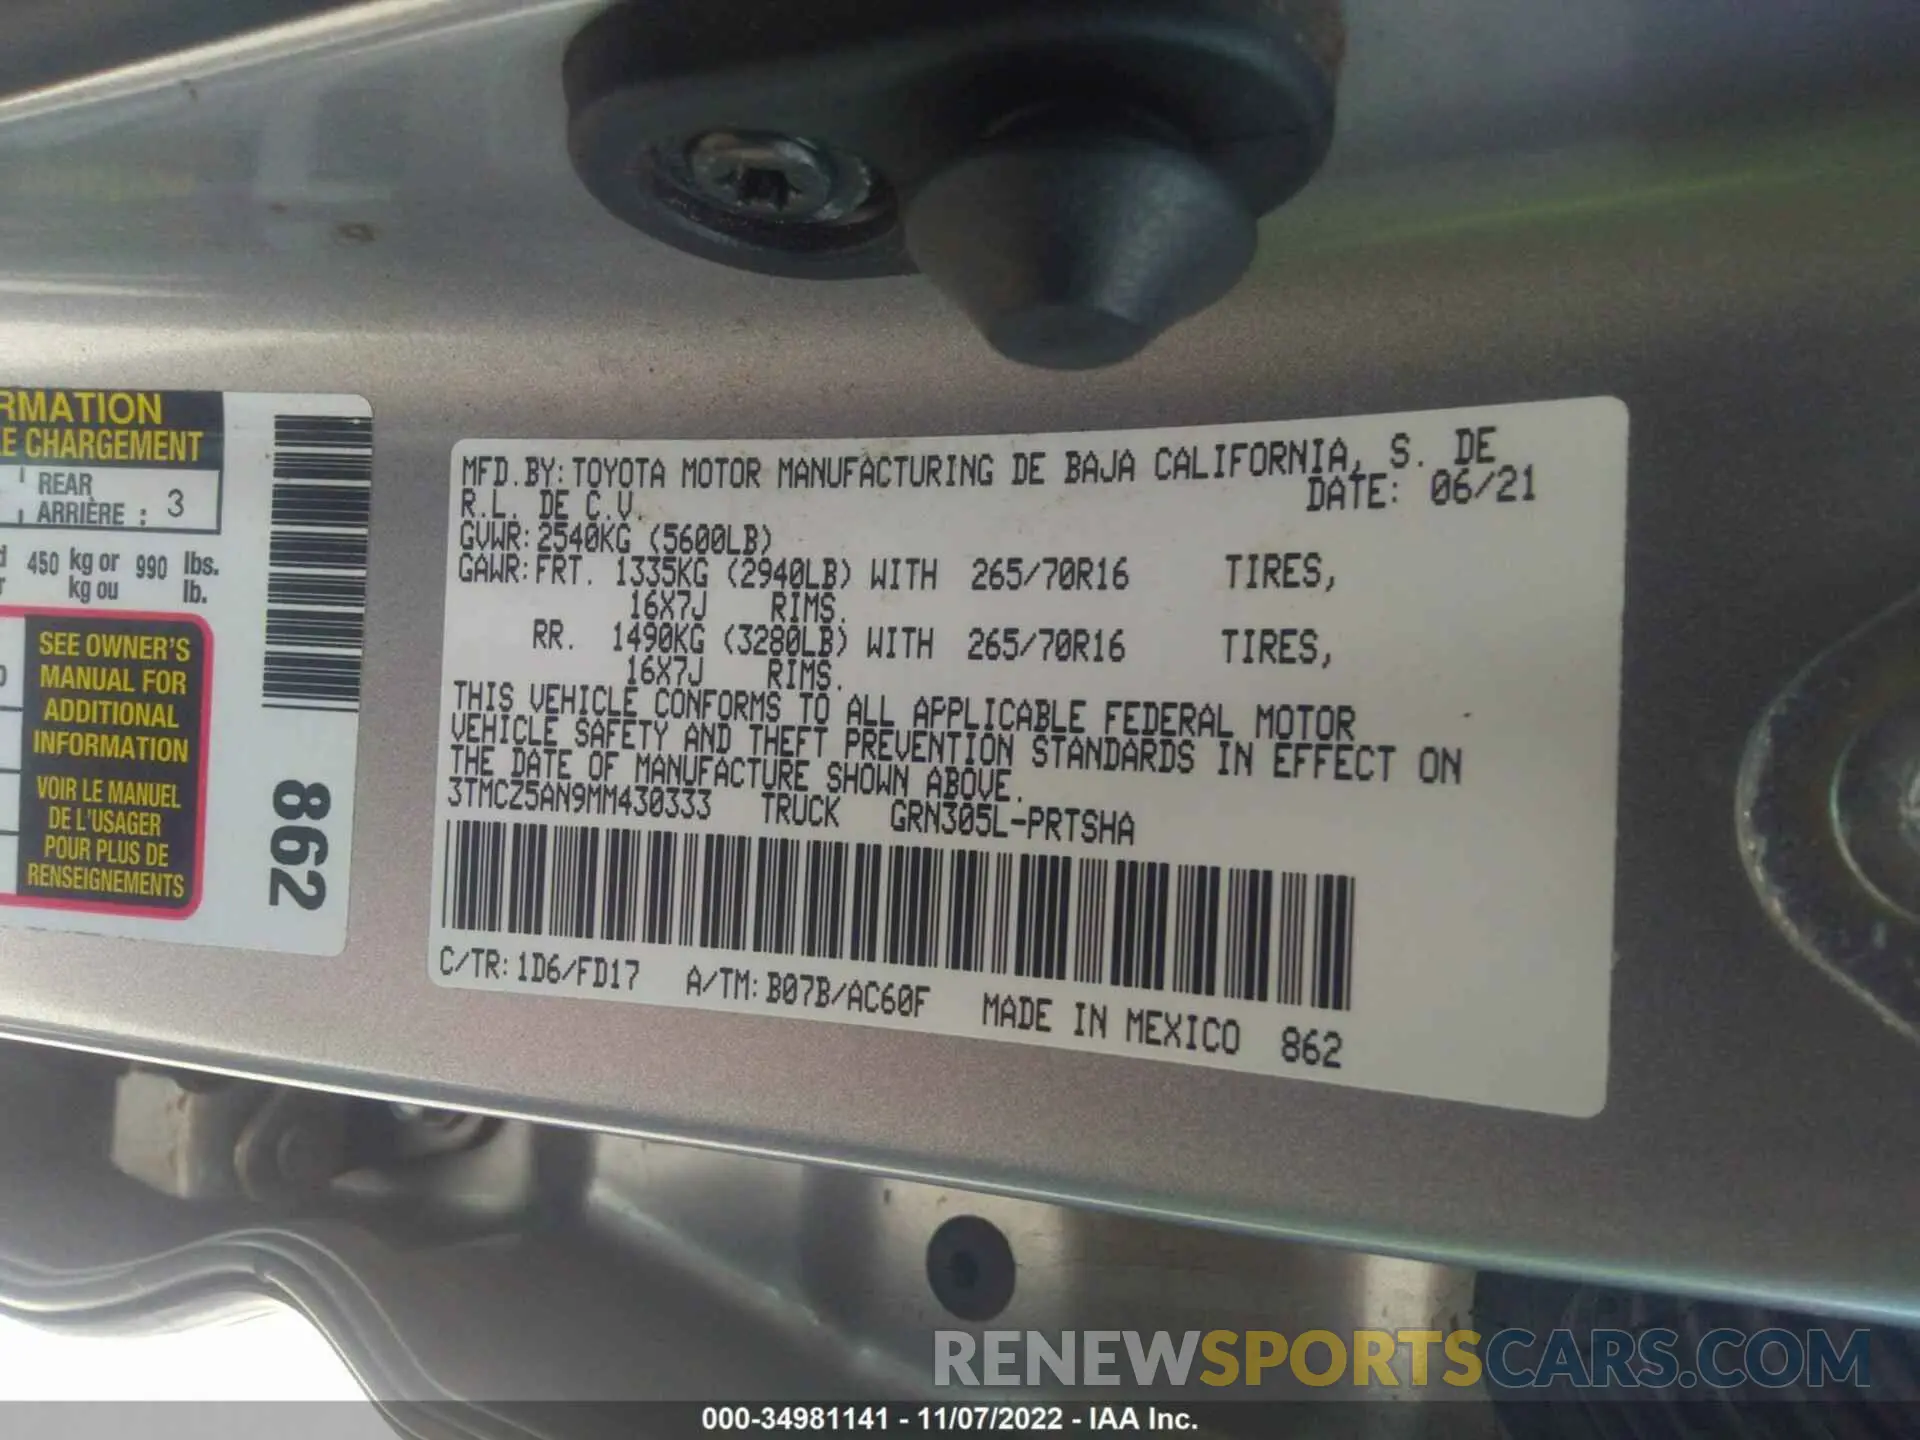 RMATION
E CHARGEMENT
REAR
ARRIÈRE : 3
450 kg or 990 lbs.
kg ou lb.
SEE OWNER'S
MANUAL FOR
ADDITIONAL
INFORMATION
VOIR LE MANUEL
DE L'USAGER
POUR PLUS DE
RENSEIGNEMENTS
862
MFD.BY:TOYOTA MOTOR MANUFACTURING DE BAJA CALIFORNIA, S. DE
R.L. DE C.V. DATE: 06/21
GVWR:2540KG (5600LB)
GAWR:FRT. 1335KG (2940LB) WITH 265/70R16 TIRES,
16X7J RIMS.
RR. 1490KG (3280LB) WITH 265/70R16 TIRES,
16X7J RIMS.
THIS VEHICLE CONFORMS TO ALL APPLICABLE FEDERAL MOTOR
VEHICLE SAFETY AND THEFT PREVENTION STANDARDS IN EFFECT ON
THE DATE OF MANUFACTURE SHOWN ABOVE.
3TMCZ5AN9MM430333 TRUCK GRN305L-PRTSHA
C/TR:1D6/FD17 A/TM:B07B/AC60F MADE IN MEXICO 862
RENEWSPORTSCARS.COM
000-34981141 - 11/07/2022 - IAA Inc.